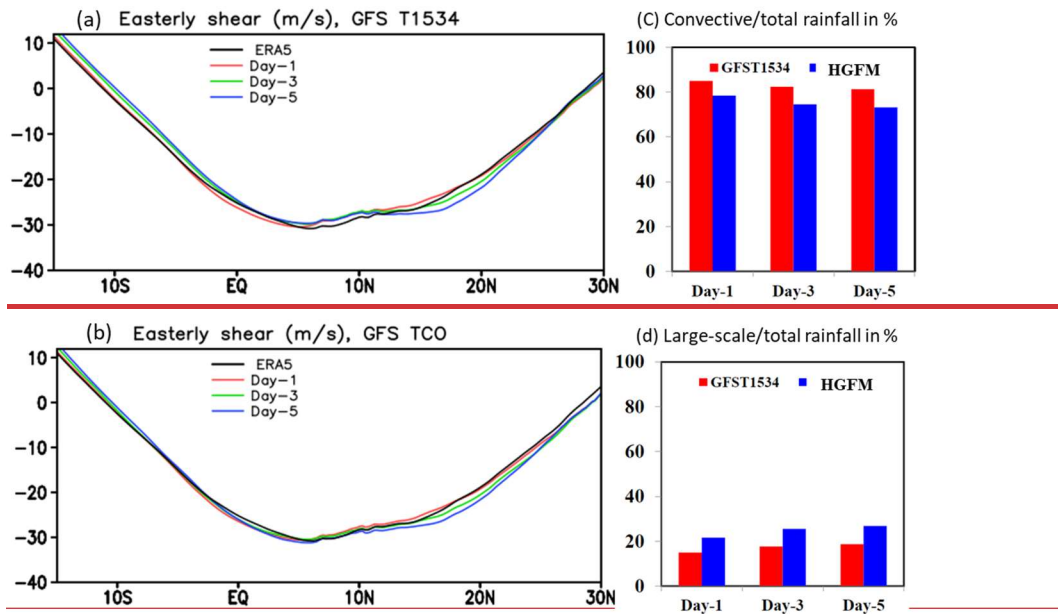 (a) Easterly shear (m/s), GFS T1534
10
0
−10
−20
−30
−40
ERA5
Day−1
Day−3
Day−5
10S EQ 10N 20N 30N
(C) Convective/total rainfall in %
100
80
60
40
20
0
GFST1534 HGFM
Day-1 Day-3 Day-5
(b) Easterly shear (m/s), GFS TCO
10
0
−10
−20
−30
−40
ERA5
Day−1
Day−3
Day−5
10S EQ 10N 20N 30N
(d) Large-scale/total rainfall in %
100
80
60
40
20
0
GFST1534 HGFM
Day-1 Day-3 Day-5